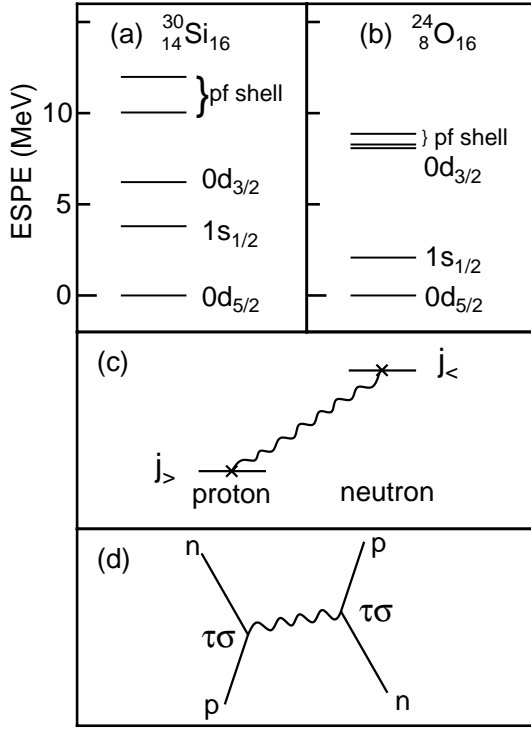 (a) ³⁰₁₄Si₁₆
(b) ²⁴₈O₁₆
ESPE (MeV)
10
5
0
} pf shell
0d₃/₂
1s₁/₂
0d₅/₂
} pf shell
0d₃/₂
1s₁/₂
0d₅/₂
(c)
j<
j>
proton
neutron
(d)
n
p
τσ
τσ
p
n